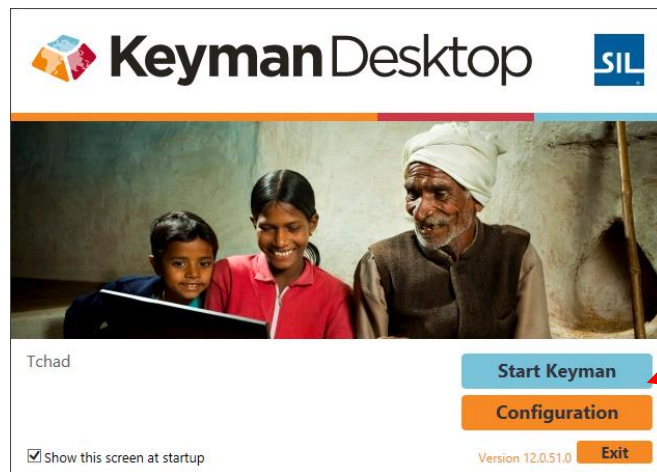 Keyman Desktop
SIL
Tchad
Start Keyman
Configuration
Show this screen at startup
Version 12.0.51.0
Exit